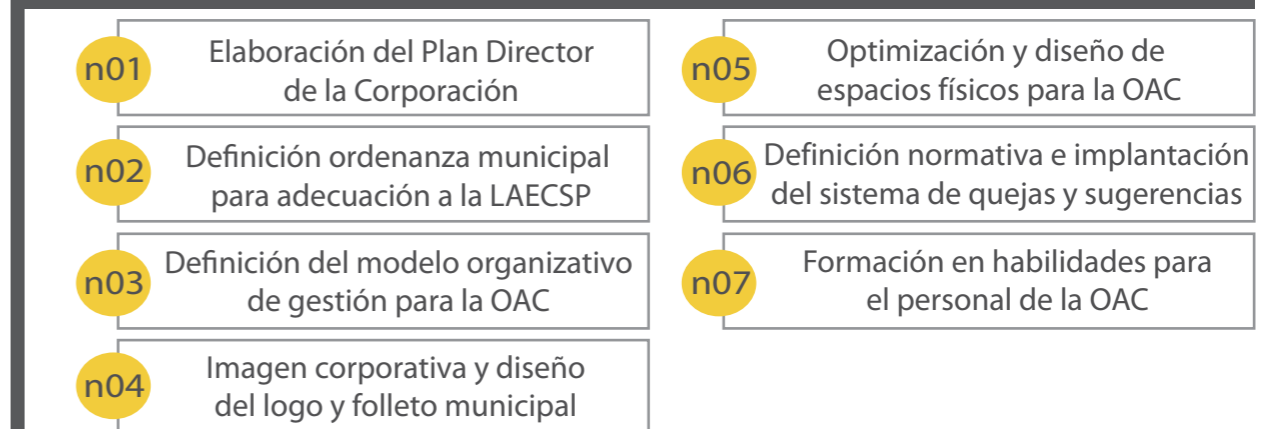 n01
Elaboración del Plan Director
de la Corporación
n02
Definición ordenanza municipal
para adecuación a la LAECSP
n03
Definición del modelo organizativo
de gestión para la OAC
n04
Imagen corporativa y diseño
del logo y folleto municipal
n05
Optimización y diseño de
espacios físicos para la OAC
n06
Definición normativa e implantación
del sistema de quejas y sugerencias
n07
Formación en habilidades para
el personal de la OAC